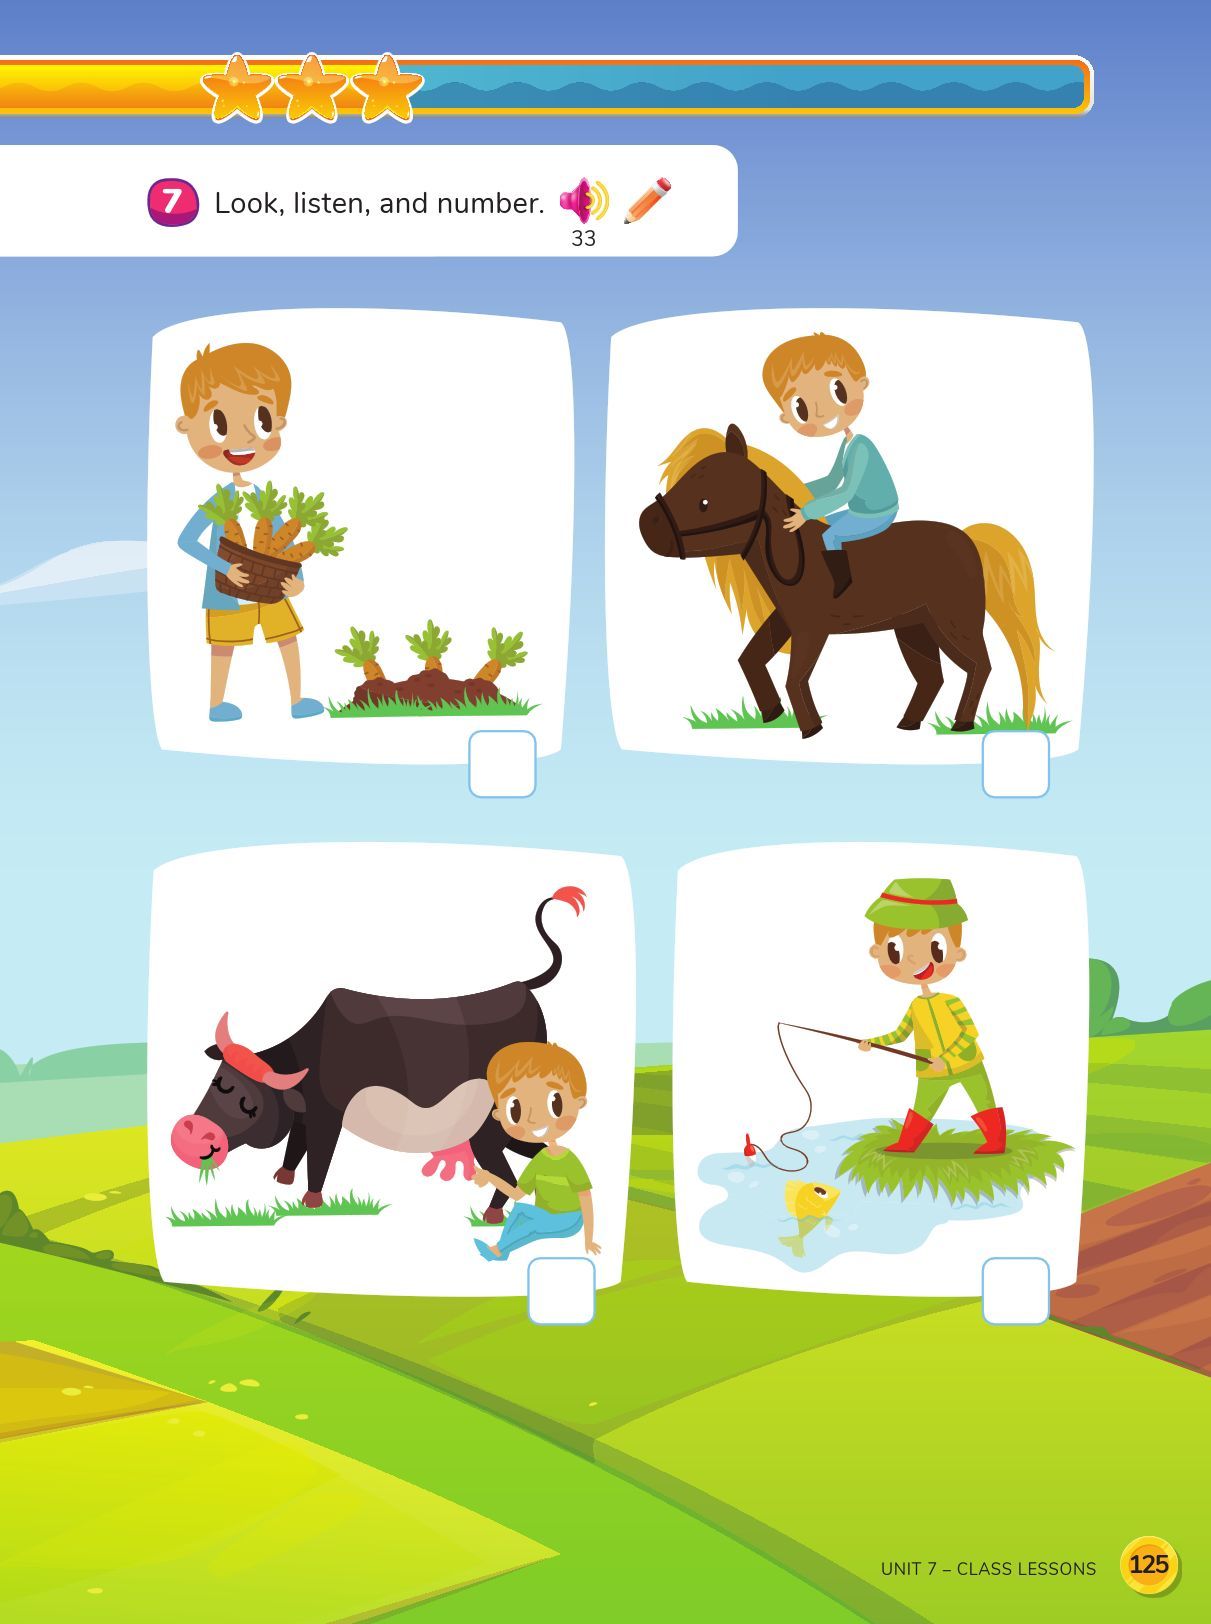 7 Look, listen, and number.
33
UNIT 7 – CLASS LESSONS 125